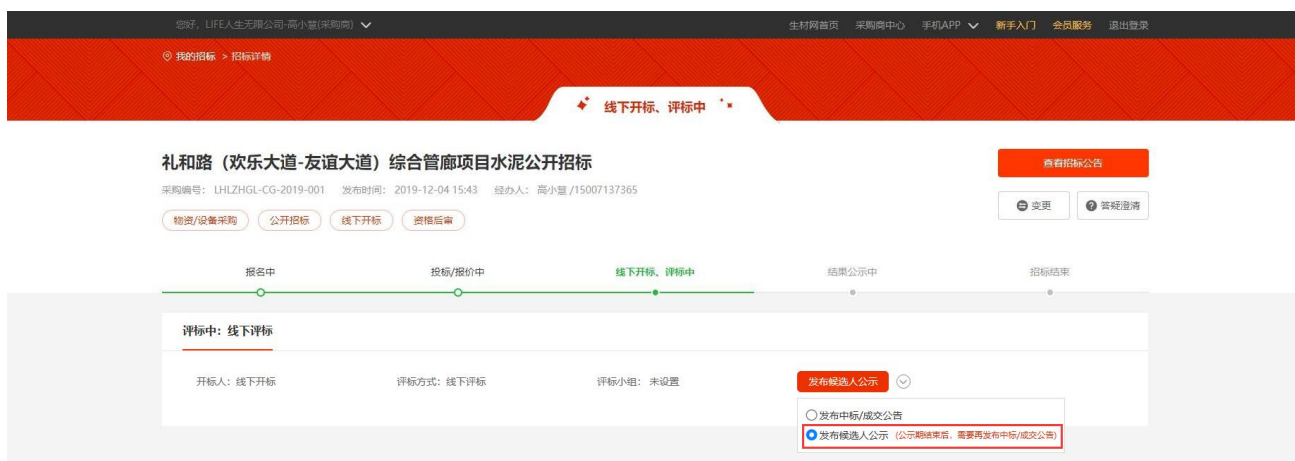 您好，LIFE人生无限公司-高小慧(采购商) 生材网首页 采购商中心 手机APP 新手入门 会员服务 退出登录
我的招标 > 招标详情
线下开标、评标中
礼和路（欢乐大道-友谊大道）综合管廊项目水泥公开招标
查看招标公告
采购编号： LHLZHGL-CG-2019-001 发布时间： 2019-12-04 15:43 经办人： 高小慧 /15007137365
变更 答疑澄清
物资/设备采购 公开招标 线下开标 资格后审
报名中 投标/报价中 线下开标、评标中 结果公示中 招标结束
评标中：线下评标
开标人：线下开标 评标方式：线下评标 评标小组： 未设置 发布候选人公示
发布中标/成交公告
发布候选人公示 (公示期结束后，需要再发布中标/成交公告)